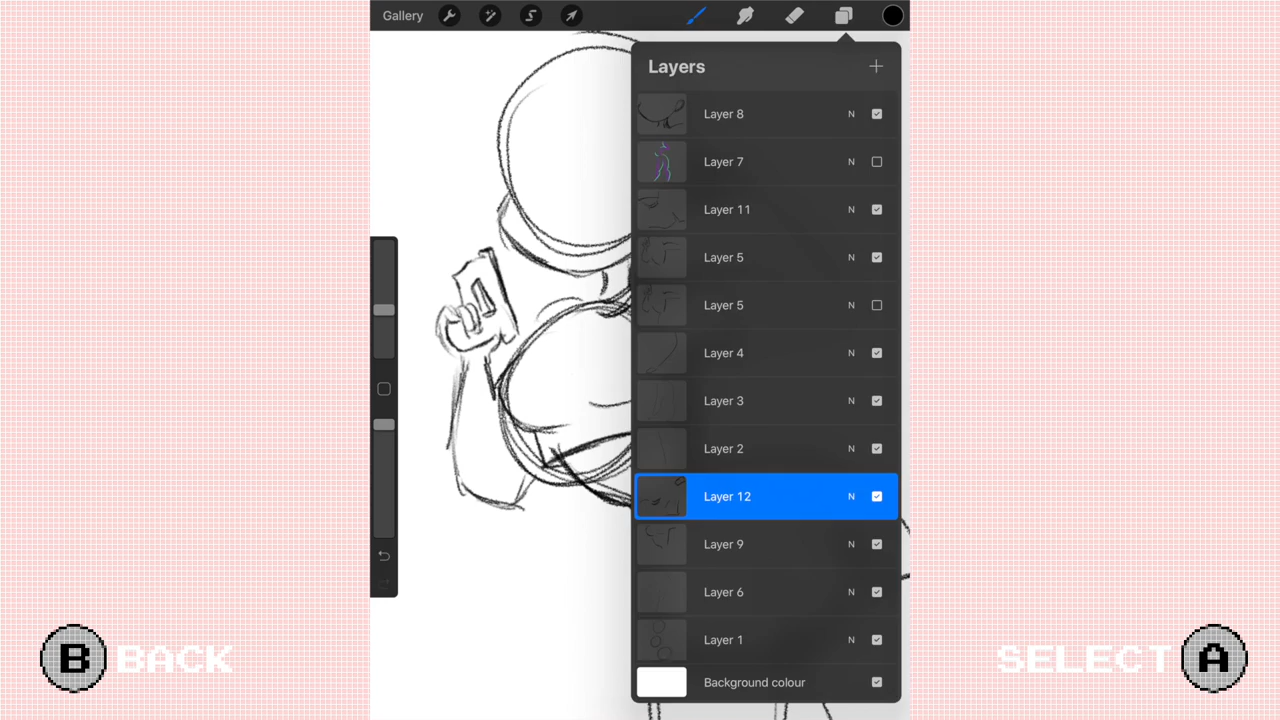 Gallery
Layers
Layer 8 N
Layer 7 N
Layer 11 N
Layer 5 N
Layer 5 N
Layer 4 N
Layer 3 N
Layer 2 N
Layer 12 N
Layer 9 N
Layer 6 N
Layer 1 N
Background colour
B BACK
SELECT A